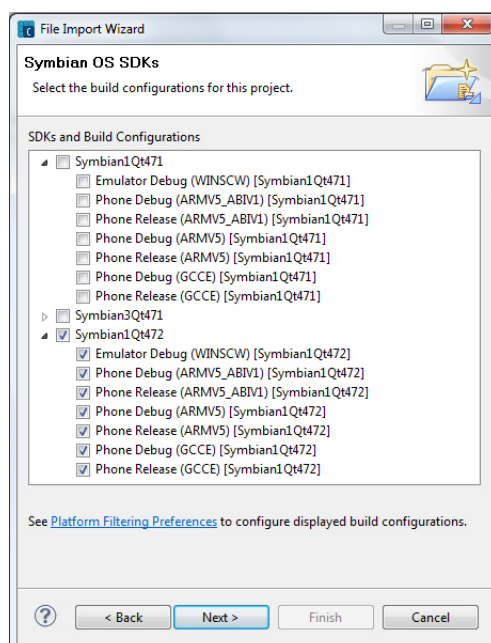 File Import Wizard
Symbian OS SDKs
Select the build configurations for this project.
SDKs and Build Configurations
Symbian1Qt471
Emulator Debug (WINSCW) [Symbian1Qt471]
Phone Debug (ARMV5_ABIV1) [Symbian1Qt471]
Phone Release (ARMV5_ABIV1) [Symbian1Qt471]
Phone Debug (ARMV5) [Symbian1Qt471]
Phone Release (ARMV5) [Symbian1Qt471]
Phone Debug (GCCE) [Symbian1Qt471]
Phone Release (GCCE) [Symbian1Qt471]
Symbian3Qt471
Symbian1Qt472
Emulator Debug (WINSCW) [Symbian1Qt472]
Phone Debug (ARMV5_ABIV1) [Symbian1Qt472]
Phone Release (ARMV5_ABIV1) [Symbian1Qt472]
Phone Debug (ARMV5) [Symbian1Qt472]
Phone Release (ARMV5) [Symbian1Qt472]
Phone Debug (GCCE) [Symbian1Qt472]
Phone Release (GCCE) [Symbian1Qt472]
See Platform Filtering Preferences to configure displayed build configurations.
? < Back Next > Finish Cancel